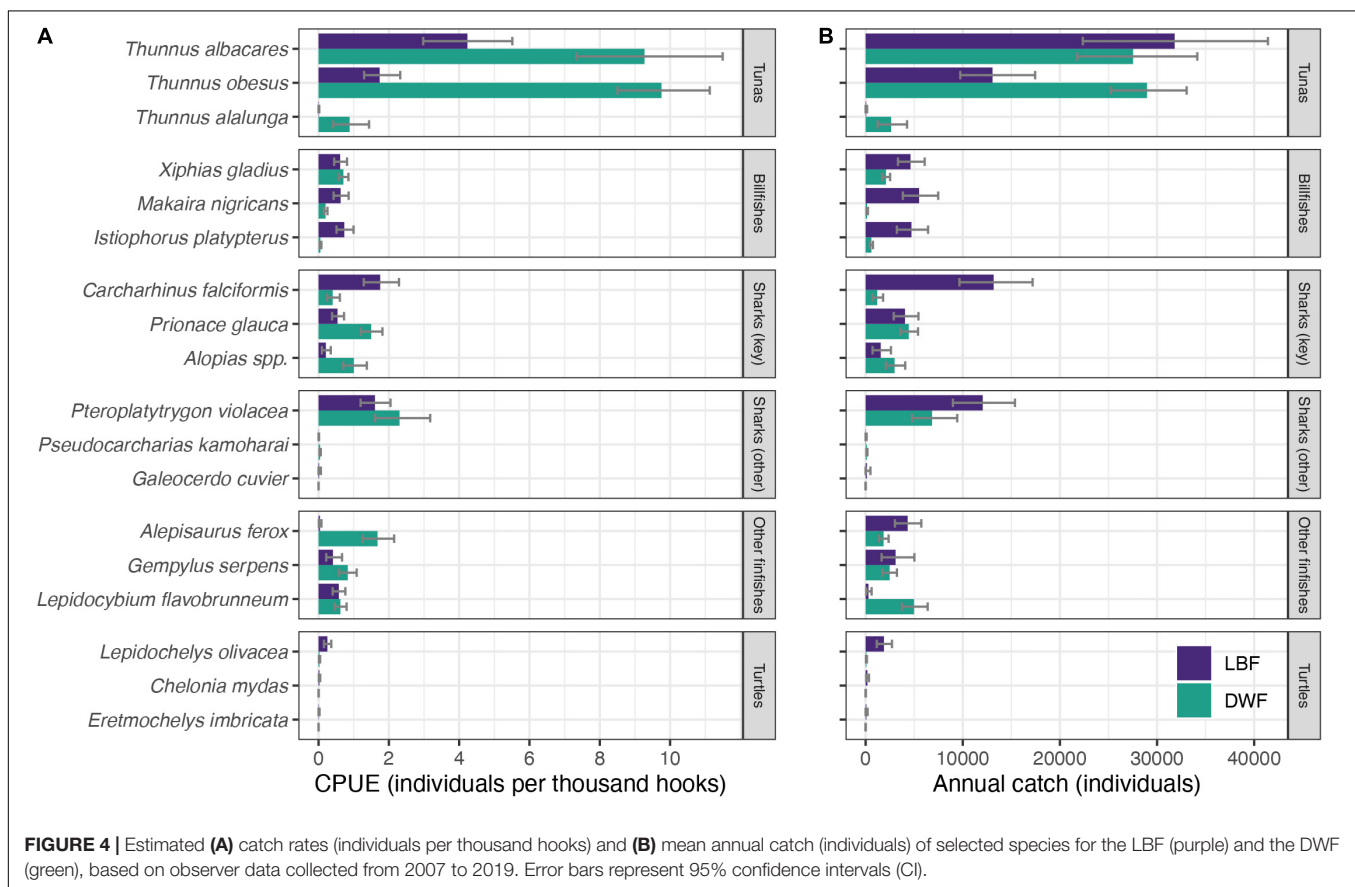 A
B
Thunnus albacares
Thunnus obesus
Thunnus alalunga
Tunas
Tunas
Xiphias gladius
Makaira nigricans
Istiophorus platypterus
Billfishes
Billfishes
Carcharhinus falciformis
Prionace glauca
Alopias spp.
Sharks (key)
Sharks (key)
Pteroplatytrygon violacea
Pseudocarcharias kamoharai
Galeocerdo cuvier
Sharks (other)
Sharks (other)
Alepisaurus ferox
Gempylus serpens
Lepidocybium flavobrunneum
Other finfishes
Other finfishes
Lepidochelys olivacea
Chelonia mydas
Eretmochelys imbricata
Turtles
LBF
DWF
Turtles
0 2 4 6 8 10
CPUE (individuals per thousand hooks)
0 10000 20000 30000 40000
Annual catch (individuals)
FIGURE 4 | Estimated (A) catch rates (individuals per thousand hooks) and (B) mean annual catch (individuals) of selected species for the LBF (purple) and the DWF
(green), based on observer data collected from 2007 to 2019. Error bars represent 95% confidence intervals (CI).